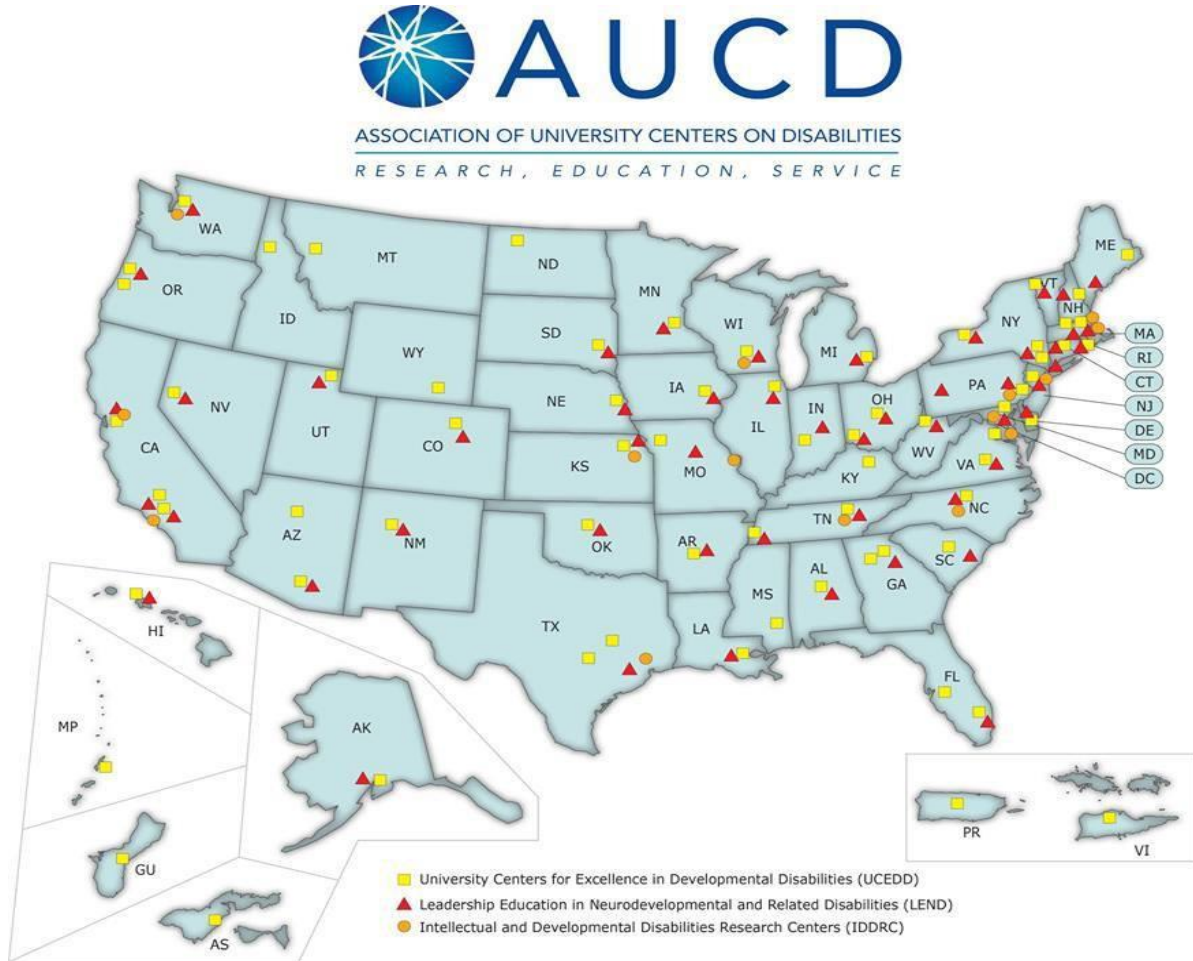 AUCD
ASSOCIATION OF UNIVERSITY CENTERS ON DISABILITIES
RESEARCH, EDUCATION, SERVICE
WA
MT
ND
MN
ME
VT
NH
OR
ID
SD
WI
MI
NY
MA
RI
CT
NJ
DE
MD
DC
WY
NE
IA
PA
NV
UT
CO
IL
IN
OH
CA
KS
MO
KY
WV
VA
AZ
NM
OK
AR
TN
NC
SC
TX
LA
MS
AL
GA
FL
HI
MP
AK
GU
AS
PR
VI
University Centers for Excellence in Developmental Disabilities (UCEDD)
Leadership Education in Neurodevelopmental and Related Disabilities (LEND)
Intellectual and Developmental Disabilities Research Centers (IDDRC)